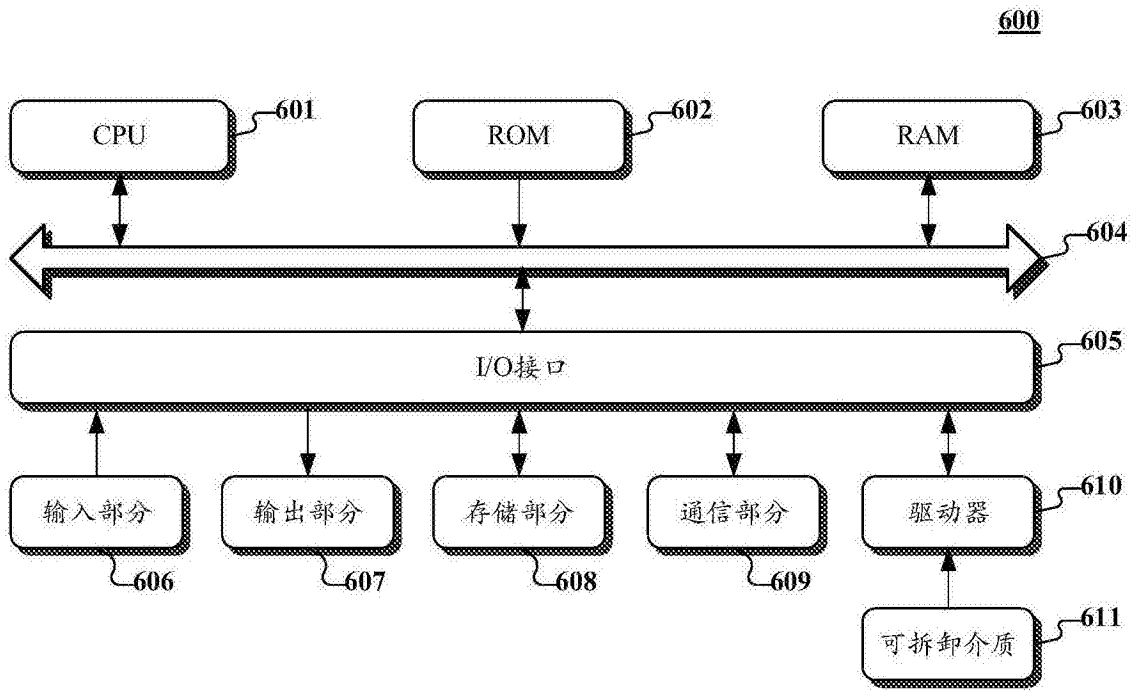 600
CPU
601
ROM
602
RAM
603
604
I/O接口
605
输入部分
606
输出部分
607
存储部分
608
通信部分
609
驱动器
610
可拆卸介质
611